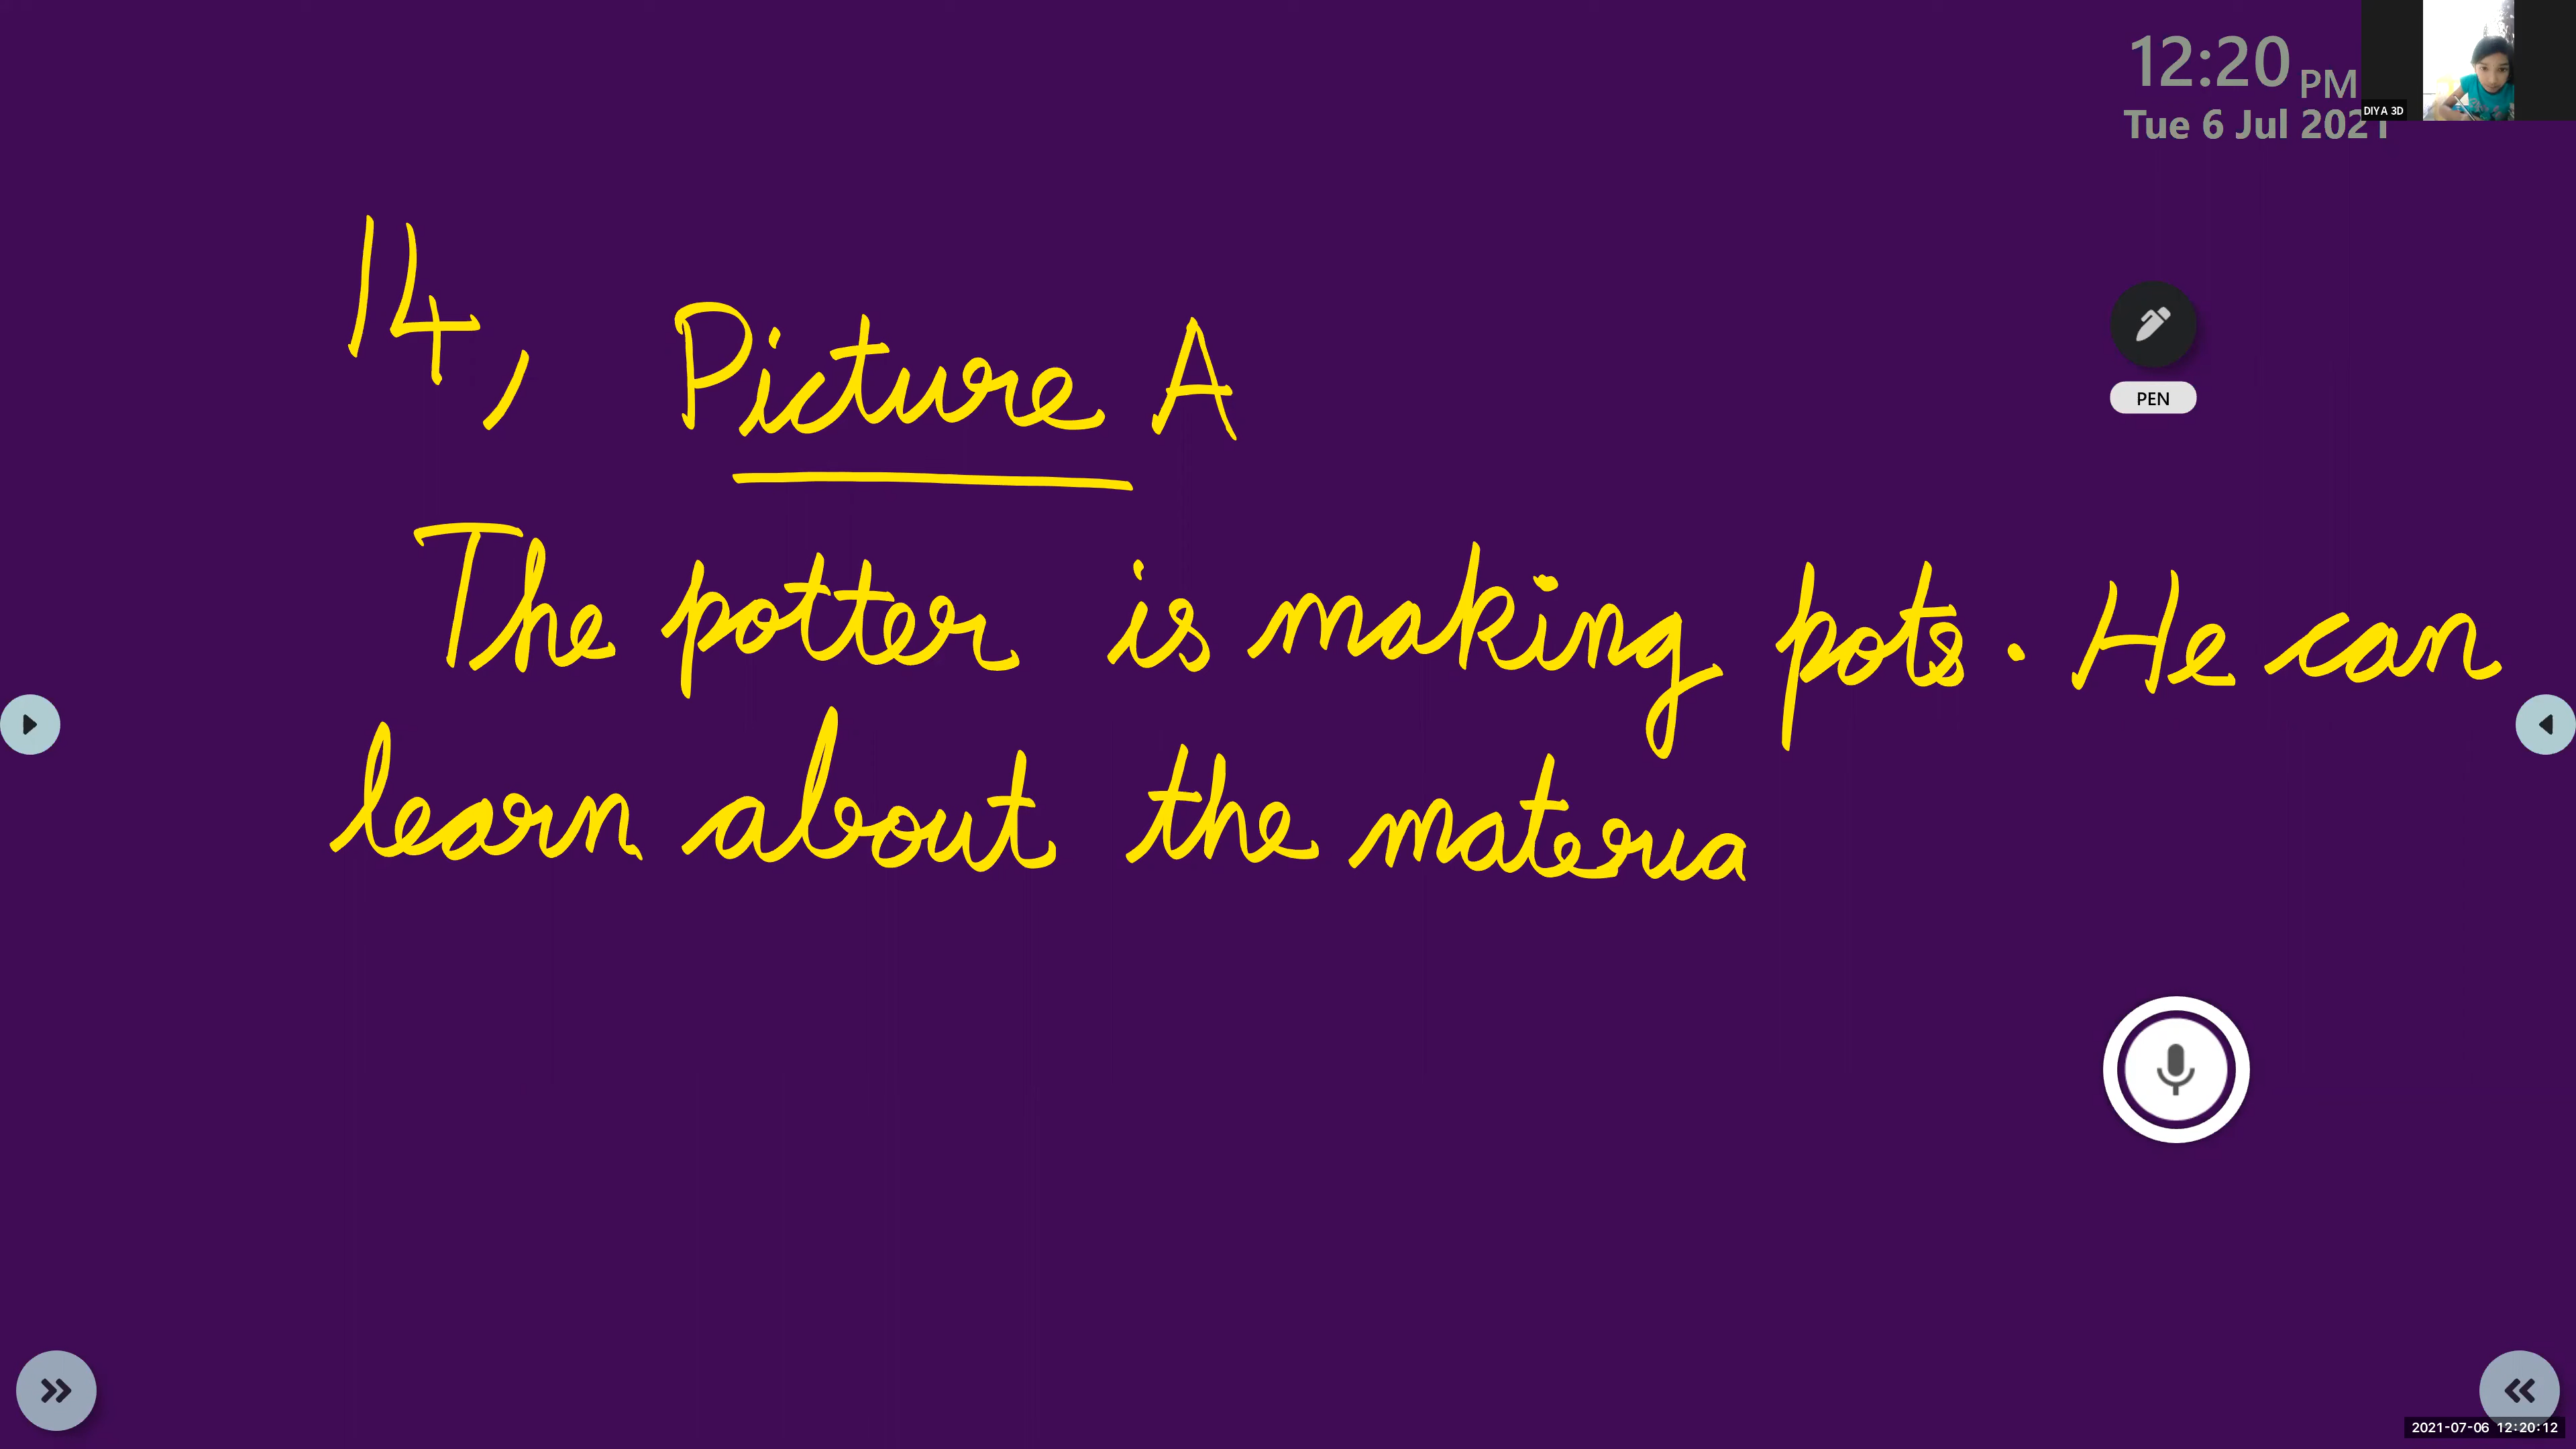 12:20 PM
DIYA 3D
Tue 6 Jul 2021
14, Picture A
PEN
The potter is making pots. He can
learn about the materia
2021-07-06 12:20:12